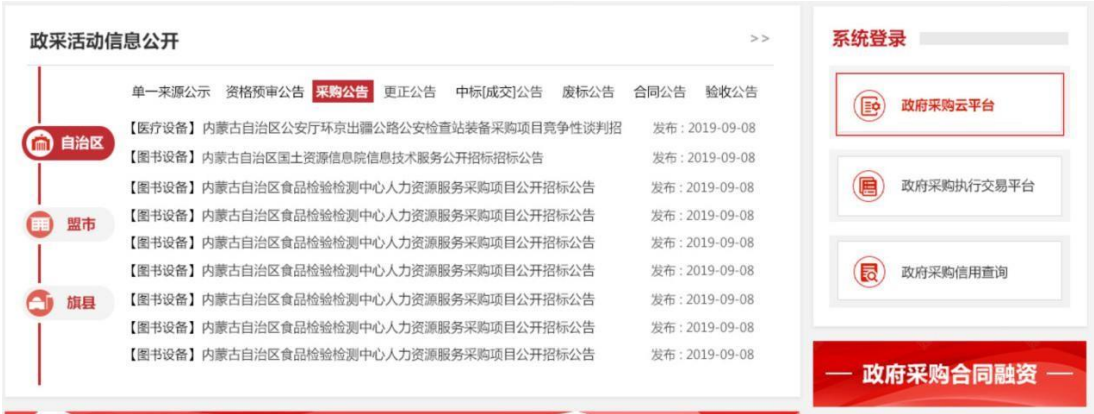 政采活动信息公开
>>
单一来源公示 资格预审公告 采购公告 更正公告 中标[成交]公告 废标公告 合同公告 验收公告
【医疗设备】内蒙古自治区公安厅环京出疆公路公安检查站装备采购项目竞争性谈判招 发布：2019-09-08
自治区
【图书设备】内蒙古自治区国土资源信息院信息技术服务公开招标招标公告 发布：2019-09-08
【图书设备】内蒙古自治区食品检验检测中心人力资源服务采购项目公开招标公告 发布：2019-09-08
【图书设备】内蒙古自治区食品检验检测中心人力资源服务采购项目公开招标公告 发布：2019-09-08
盟市
【图书设备】内蒙古自治区食品检验检测中心人力资源服务采购项目公开招标公告 发布：2019-09-08
【图书设备】内蒙古自治区食品检验检测中心人力资源服务采购项目公开招标公告 发布：2019-09-08
【图书设备】内蒙古自治区食品检验检测中心人力资源服务采购项目公开招标公告 发布：2019-09-08
旗县
【图书设备】内蒙古自治区食品检验检测中心人力资源服务采购项目公开招标公告 发布：2019-09-08
【图书设备】内蒙古自治区食品检验检测中心人力资源服务采购项目公开招标公告 发布：2019-09-08
系统登录
政府采购云平台
政府采购执行交易平台
政府采购信用查询
政府采购合同融资